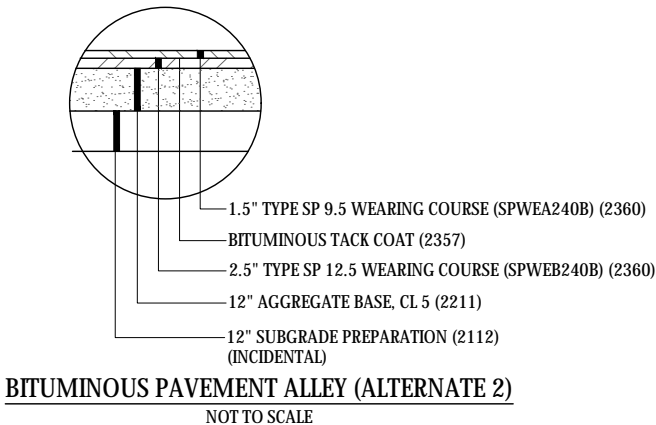 1.5" TYPE SP 9.5 WEARING COURSE (SPWEA240B) (2360)
BITUMINOUS TACK COAT (2357)
2.5" TYPE SP 12.5 WEARING COURSE (SPWEB240B) (2360)
12" AGGREGATE BASE, CL 5 (2211)
12" SUBGRADE PREPARATION (2112)
(INCIDENTAL)
BITUMINOUS PAVEMENT ALLEY (ALTERNATE 2)
NOT TO SCALE